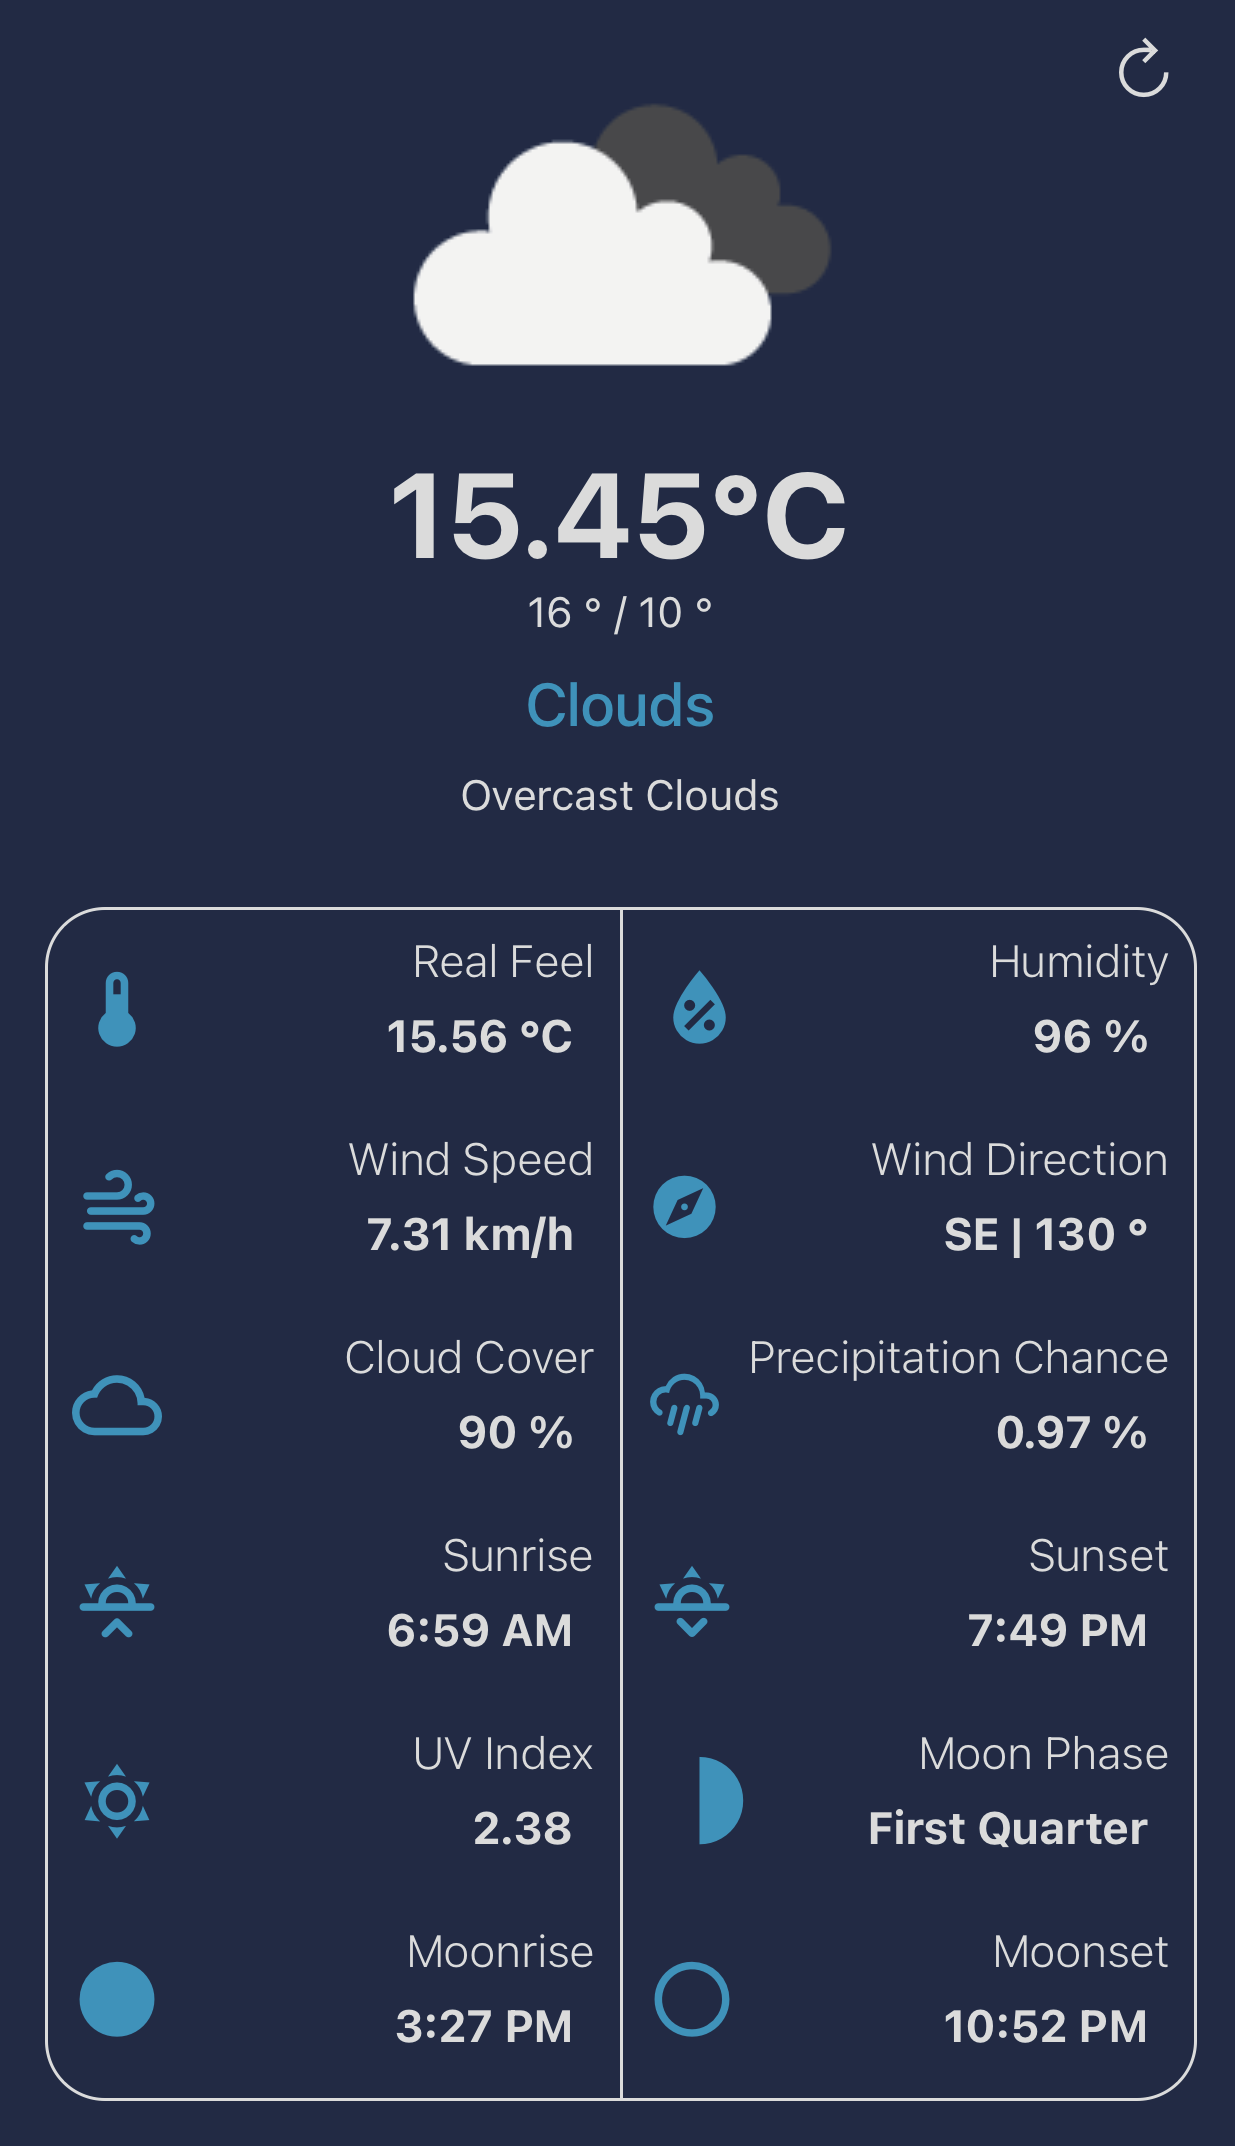 15.45°C
16 ° / 10 °
Clouds
Overcast Clouds
Real Feel
15.56 °C
Humidity
96 %
Wind Speed
7.31 km/h
Wind Direction
SE | 130 °
Cloud Cover
90 %
Precipitation Chance
0.97 %
Sunrise
6:59 AM
Sunset
7:49 PM
UV Index
2.38
Moon Phase
First Quarter
Moonrise
3:27 PM
Moonset
10:52 PM